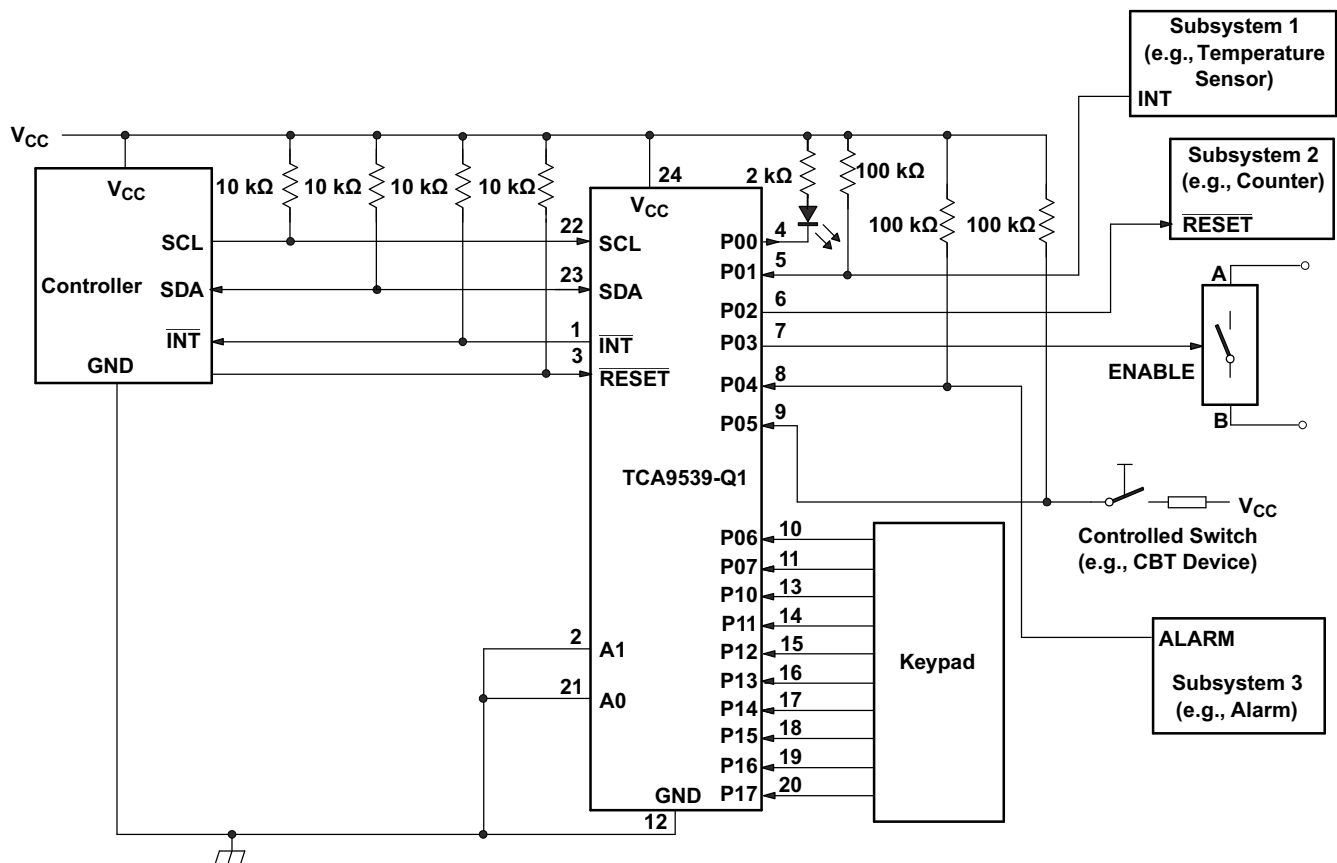 Subsystem 1
(e.g., Temperature
Sensor)
INT
VCC
VCC
SCL
Controller
SDA
INT
GND
10 kΩ
10 kΩ
10 kΩ
10 kΩ
24
VCC
2 kΩ
100 kΩ
100 kΩ
100 kΩ
Subsystem 2
(e.g., Counter)
RESET
22
SCL
23
SDA
1
INT
3
RESET
P00
4
P01
5
P02
6
P03
7
P04
8
P05
9
A
ENABLE
B
TCA9539-Q1
VCC
Controlled Switch
(e.g., CBT Device)
P06
10
P07
11
P10
13
P11
14
P12
15
P13
16
P14
17
P15
18
P16
19
P17
20
Keypad
2
A1
21
A0
GND
12
ALARM
Subsystem 3
(e.g., Alarm)